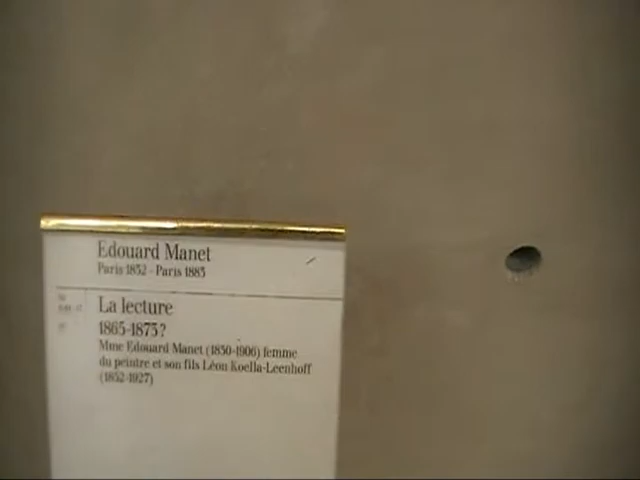 Edouard Manet
Paris 1832 - Paris 1883
La lecture
1865-1873?
Mme Edouard Manet (1830-1906) femme
du peintre et son fils Léon Koella-Leenhoff
(1852-1927)